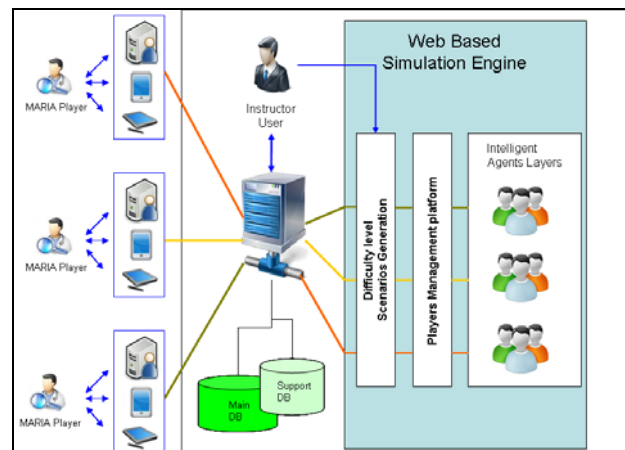 MARIA Player
MARIA Player
MARIA Player
Instructor
User
Main
DB
Support
DB
Web Based
Simulation Engine
Difficulty level
Scenarios Generation
Players Management platform
Intelligent
Agents Layers